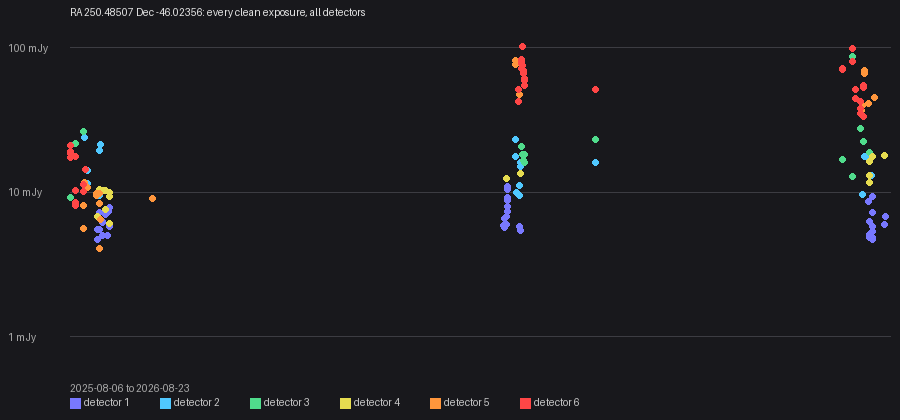 RA 250.48507 Dec -46.02356: every clean exposure, all detectors
100 mJy
10 mJy
1 mJy
2025-08-06 to 2026-08-23
detector 1 detector 2 detector 3 detector 4 detector 5 detector 6